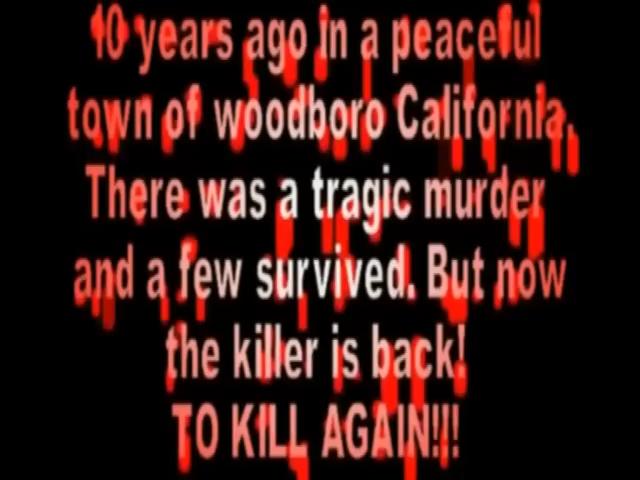 10 years ago in a peaceful
town of woodboro California.
There was a tragic murder
and a few survived. But now
the killer is back!
TO KILL AGAIN!!!